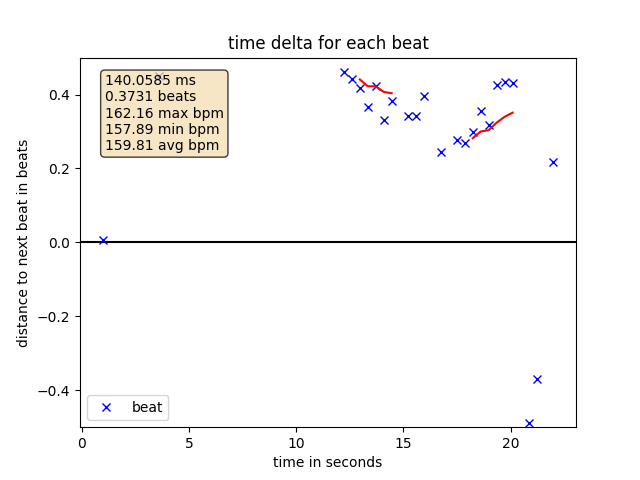 time delta for each beat
140.0585 ms
0.3731 beats
162.16 max bpm
157.89 min bpm
159.81 avg bpm
distance to next beat in beats
0.4
0.2
0.0
−0.2
−0.4
beat
0 5 10 15 20
time in seconds